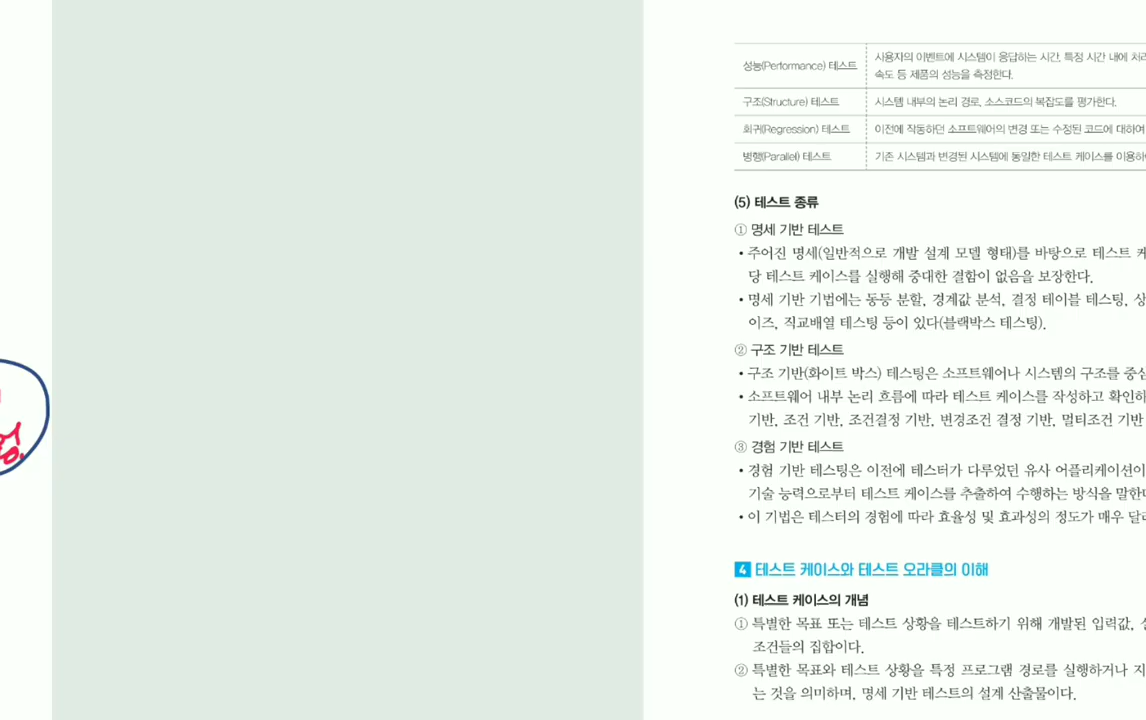 성능(Performance) 테스트
사용자의 이벤트에 시스템이 응답하는 시간, 특정 시간 내에 처리
속도 등 제품의 성능을 측정한다.
구조(Structure) 테스트
시스템 내부의 논리 경로, 소스코드의 복잡도를 평가한다.
회귀(Regression) 테스트
이전에 작동하던 소프트웨어의 변경 또는 수정된 코드에 대하여
병행(Parallel) 테스트
기존 시스템과 변경된 시스템에 동일한 테스트 케이스를 이용하
(5) 테스트 종류
① 명세 기반 테스트
• 주어진 명세(일반적으로 개발 설계 모델 형태)를 바탕으로 테스트 케
당 테스트 케이스를 실행해 중대한 결함이 없음을 보장한다.
• 명세 기반 기법에는 동등 분할, 경계값 분석, 결정 테이블 테스팅, 상
이즈, 직교배열 테스팅 등이 있다(블랙박스 테스팅).
② 구조 기반 테스트
• 구조 기반(화이트 박스) 테스팅은 소프트웨어나 시스템의 구조를 중심
• 소프트웨어 내부 논리 흐름에 따라 테스트 케이스를 작성하고 확인하
기반, 조건 기반, 조건결정 기반, 변경조건 결정 기반, 멀티조건 기반
③ 경험 기반 테스트
• 경험 기반 테스팅은 이전에 테스터가 다루었던 유사 어플리케이션이
기술 능력으로부터 테스트 케이스를 추출하여 수행하는 방식을 말한다
• 이 기법은 테스터의 경험에 따라 효율성 및 효과성의 정도가 매우 달라
4 테스트 케이스와 테스트 오라클의 이해
(1) 테스트 케이스의 개념
① 특별한 목표 또는 테스트 상황을 테스트하기 위해 개발된 입력값, 실
조건들의 집합이다.
② 특별한 목표와 테스트 상황을 특정 프로그램 경로를 실행하거나 지
는 것을 의미하며, 명세 기반 테스트의 설계 산출물이다.